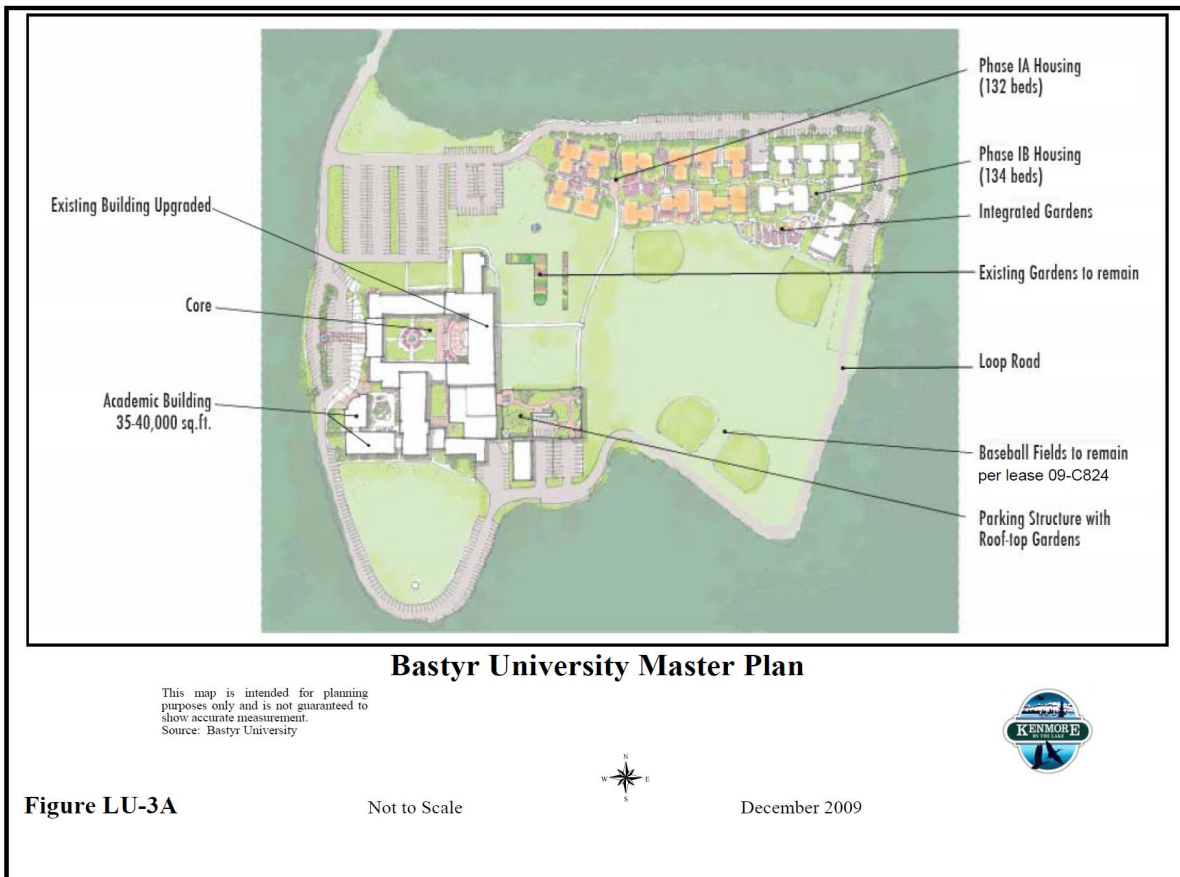 Phase IA Housing
(132 beds)
Phase IB Housing
(134 beds)
Existing Building Upgraded
Integrated Gardens
Existing Gardens to remain
Core
Loop Road
Academic Building
35-40,000 sq.ft.
Baseball Fields to remain
per lease 09-C824
Parking Structure with
Roof-top Gardens
Bastyr University Master Plan
This map is intended for planning
purposes only and is not guaranteed to
show accurate measurement.
Source: Bastyr University
KENMORE
BY THE LAKE
N
W E
S
Figure LU-3A
Not to Scale
December 2009